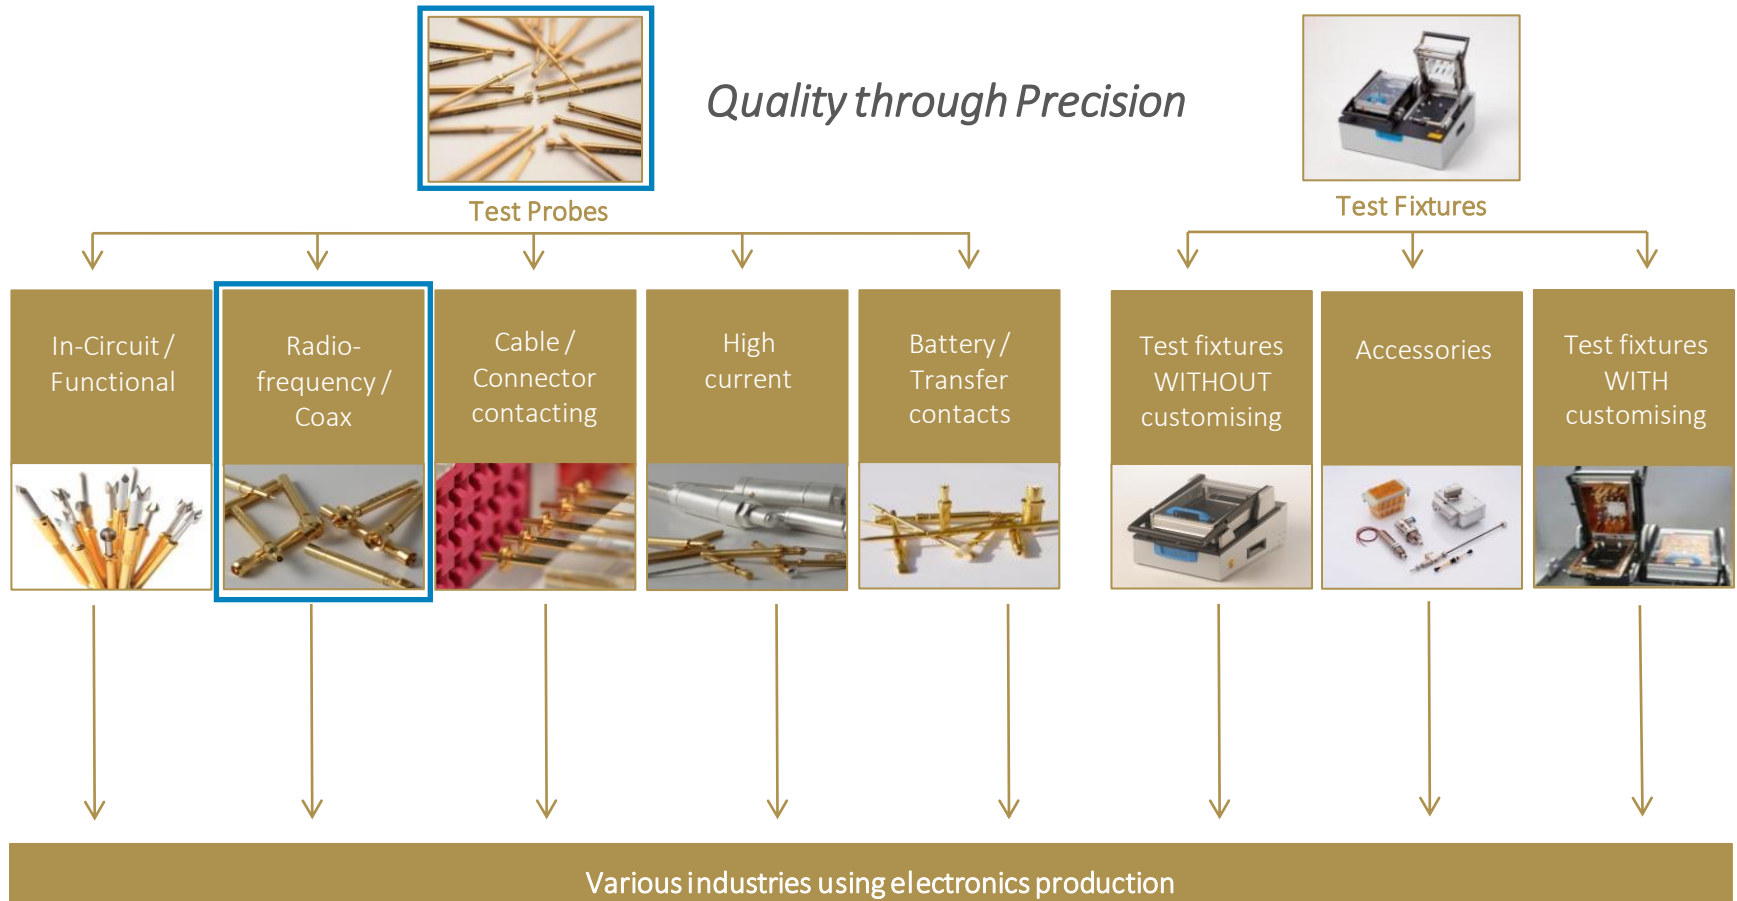 Quality through Precision
Test Probes
Test Fixtures
In-Circuit /
Functional
Radio-
frequency /
Coax
Cable /
Connector
contacting
High
current
Battery /
Transfer
contacts
Test fixtures
WITHOUT
customising
Accessories
Test fixtures
WITH
customising
Various industries using electronics production